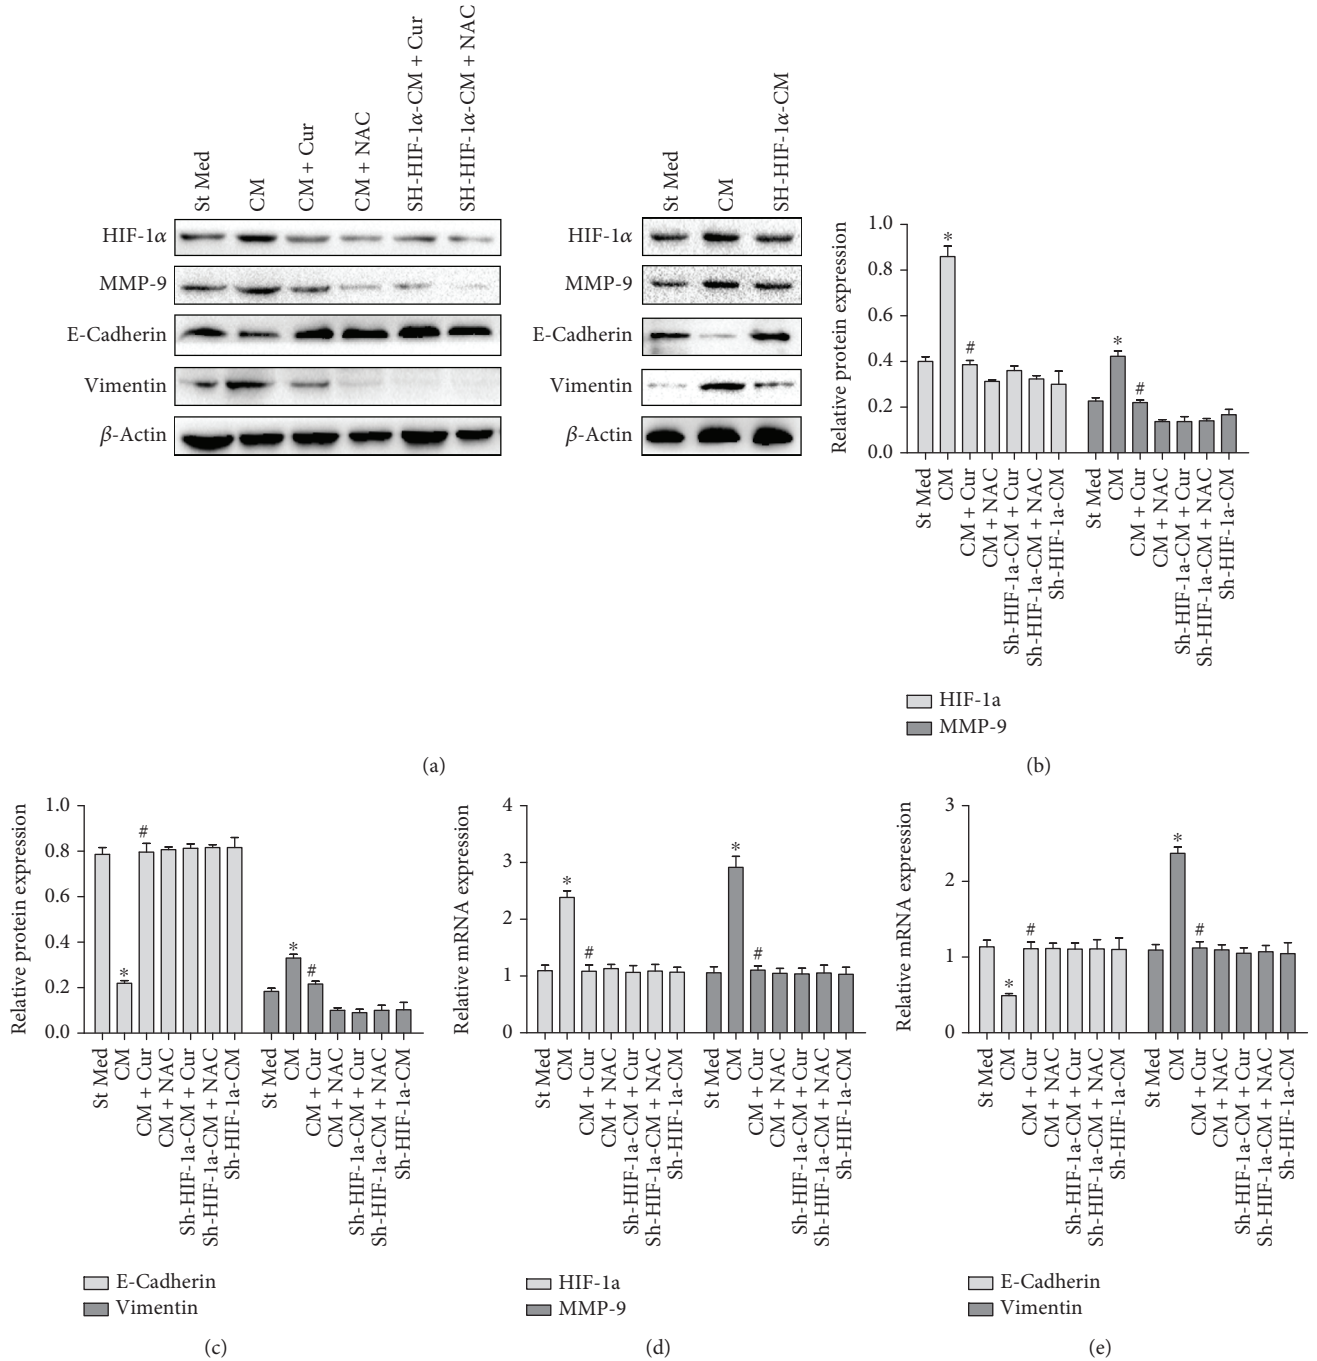 St Med
CM
CM + Cur
CM + NAC
SH-HIF-1α-CM + Cur
SH-HIF-1α-CM + NAC
HIF-1α
MMP-9
E-Cadherin
Vimentin
β-Actin
St Med
CM
SH-HIF-1α-CM
HIF-1α
MMP-9
E-Cadherin
Vimentin
β-Actin
(a)
Relative protein expression
1.0
0.8
0.6
0.4
0.2
0.0
*
#
*
#
St Med
CM
CM + Cur
CM + NAC
Sh-HIF-1a-CM + Cur
Sh-HIF-1a-CM + NAC
Sh-HIF-1a-CM
St Med
CM
CM + Cur
CM + NAC
Sh-HIF-1a-CM + Cur
Sh-HIF-1a-CM + NAC
Sh-HIF-1a-CM
HIF-1a
MMP-9
(b)
Relative protein expression
1.0
0.8
0.6
0.4
0.2
0.0
*
#
*
#
St Med
CM
CM + Cur
CM + NAC
Sh-HIF-1a-CM + Cur
Sh-HIF-1a-CM + NAC
Sh-HIF-1a-CM
St Med
CM
CM + Cur
CM + NAC
Sh-HIF-1a-CM + Cur
Sh-HIF-1a-CM + NAC
Sh-HIF-1a-CM
E-Cadherin
Vimentin
(c)
Relative mRNA expression
4
3
2
1
0
*
#
*
#
St Med
CM
CM + Cur
CM + NAC
Sh-HIF-1a-CM + Cur
Sh-HIF-1a-CM + NAC
Sh-HIF-1a-CM
St Med
CM
CM + Cur
CM + NAC
Sh-HIF-1a-CM + Cur
Sh-HIF-1a-CM + NAC
Sh-HIF-1a-CM
HIF-1a
MMP-9
(d)
Relative mRNA expression
3
2
1
0
*
#
*
#
St Med
CM
CM + Cur
CM + NAC
Sh-HIF-1a-CM + Cur
Sh-HIF-1a-CM + NAC
Sh-HIF-1a-CM
St Med
CM
CM + Cur
CM + NAC
Sh-HIF-1a-CM + Cur
Sh-HIF-1a-CM + NAC
Sh-HIF-1a-CM
E-Cadherin
Vimentin
(e)